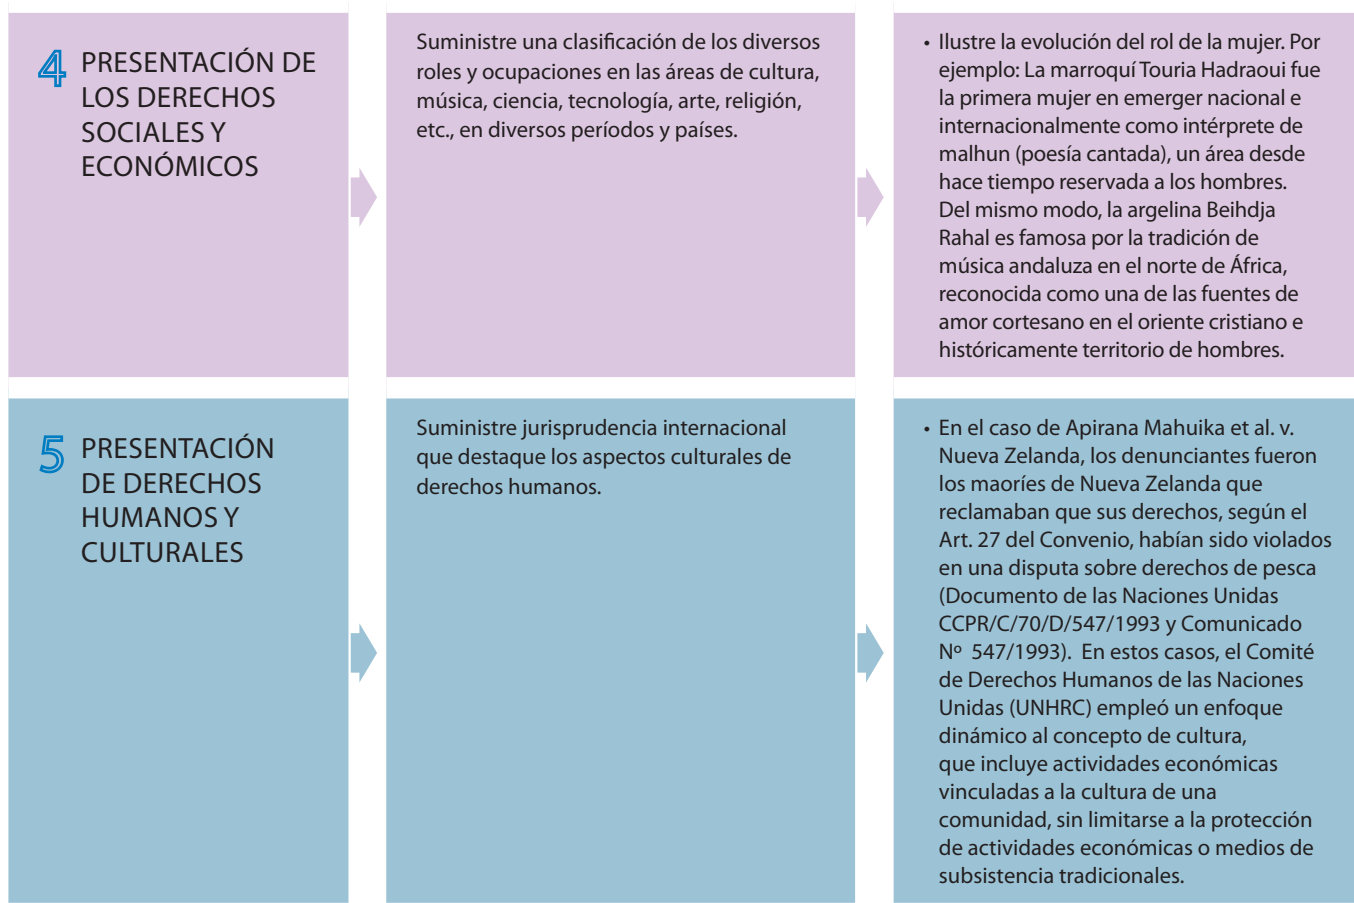 4 PRESENTACIÓN DE
LOS DERECHOS
SOCIALES Y
ECONÓMICOS
Suministre una clasificación de los diversos
roles y ocupaciones en las áreas de cultura,
música, ciencia, tecnología, arte, religión,
etc., en diversos períodos y países.
• Ilustre la evolución del rol de la mujer. Por
ejemplo: La marroquí Touria Hadraoui fue
la primera mujer en emerger nacional e
internacionalmente como intérprete de
malhun (poesía cantada), un área desde
hace tiempo reservada a los hombres.
Del mismo modo, la argelina Beihdja
Rahal es famosa por la tradición de
música andaluza en el norte de África,
reconocida como una de las fuentes de
amor cortesano en el oriente cristiano e
históricamente territorio de hombres.
5 PRESENTACIÓN
DE DERECHOS
HUMANOS Y
CULTURALES
Suministre jurisprudencia internacional
que destaque los aspectos culturales de
derechos humanos.
• En el caso de Apirana Mahuika et al. v.
Nueva Zelanda, los denunciantes fueron
los maoríes de Nueva Zelanda que
reclamaban que sus derechos, según el
Art. 27 del Convenio, habían sido violados
en una disputa sobre derechos de pesca
(Documento de las Naciones Unidas
CCPR/C/70/D/547/1993 y Comunicado
Nº 547/1993). En estos casos, el Comité
de Derechos Humanos de las Naciones
Unidas (UNHRC) empleó un enfoque
dinámico al concepto de cultura,
que incluye actividades económicas
vinculadas a la cultura de una
comunidad, sin limitarse a la protección
de actividades económicas o medios de
subsistencia tradicionales.